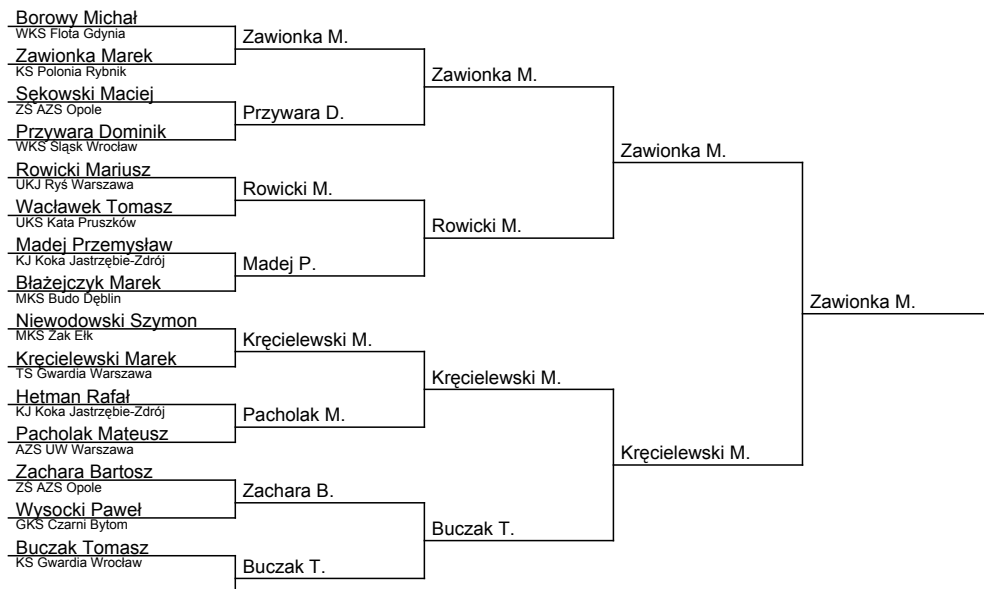 Borowy Michał
WKS Flota Gdynia
Zawionka M.
Zawionka Marek
KS Polonia Rybnik
Zawionka M.
Sękowski Maciej
ZS AZS Opole
Przywara D.
Przywara Dominik
WKS Śląsk Wrocław
Zawionka M.
Rowicki Mariusz
UKJ Ryś Warszawa
Rowicki M.
Wacławek Tomasz
UKS Kata Pruszków
Rowicki M.
Madej Przemysław
KJ Koka Jastrzębie-Zdrój
Madej P.
Błażejczyk Marek
MKS Budo Dęblin
Zawionka M.
Niewodowski Szymon
MKS Żak Ełk
Kręcielewski M.
Kręcielewski Marek
TS Gwardia Warszawa
Kręcielewski M.
Hetman Rafał
KJ Koka Jastrzębie-Zdrój
Pacholak M.
Pacholak Mateusz
AZS UW Warszawa
Kręcielewski M.
Zachara Bartosz
ZS AZS Opole
Zachara B.
Wysocki Paweł
GKS Czarni Bytom
Buczak T.
Buczak Tomasz
KS Gwardia Wrocław
Buczak T.